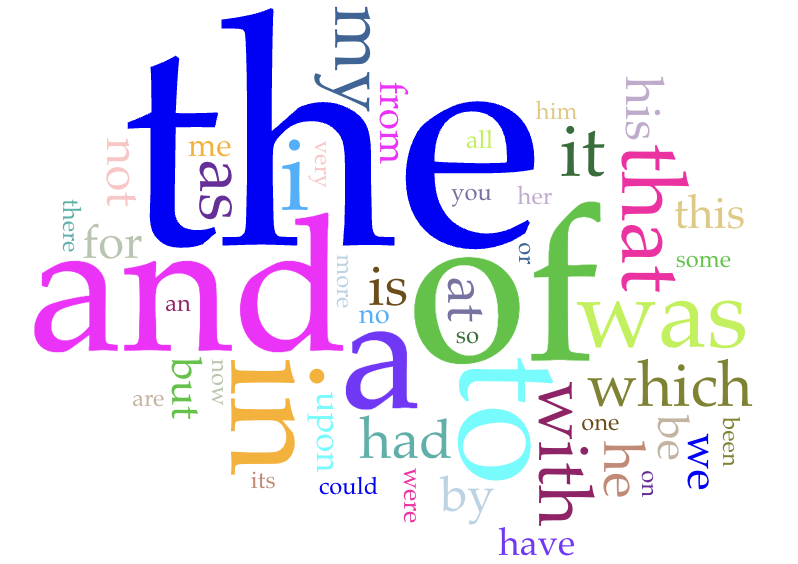 my
from
him
his
the
all
it
that
not
me
as
i
very
you
her
this
there
for
or
some
and
more
is
of
at
an
no
so
was
a
but
now
in
to
which
are
upon
had
with
one
be
been
he
we
its
could
were
by
on
have